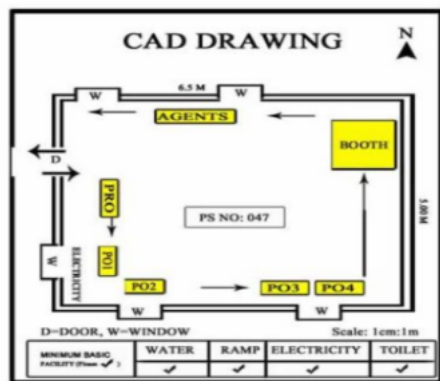 CAD DRAWING
N
6.5 M
W
W
AGENTS
BOOTH
D
PRO
PS NO: 047
5.00 M
PO1
ELECTRICITY
W
PO2
PO3
PO4
W
W
D=DOOR, W=WINDOW
Scale: 1cm:1m
MINIMUM BASIC
FACILITY
WATER
RAMP
ELECTRICITY
TOILET
✓
✓
✓
✓